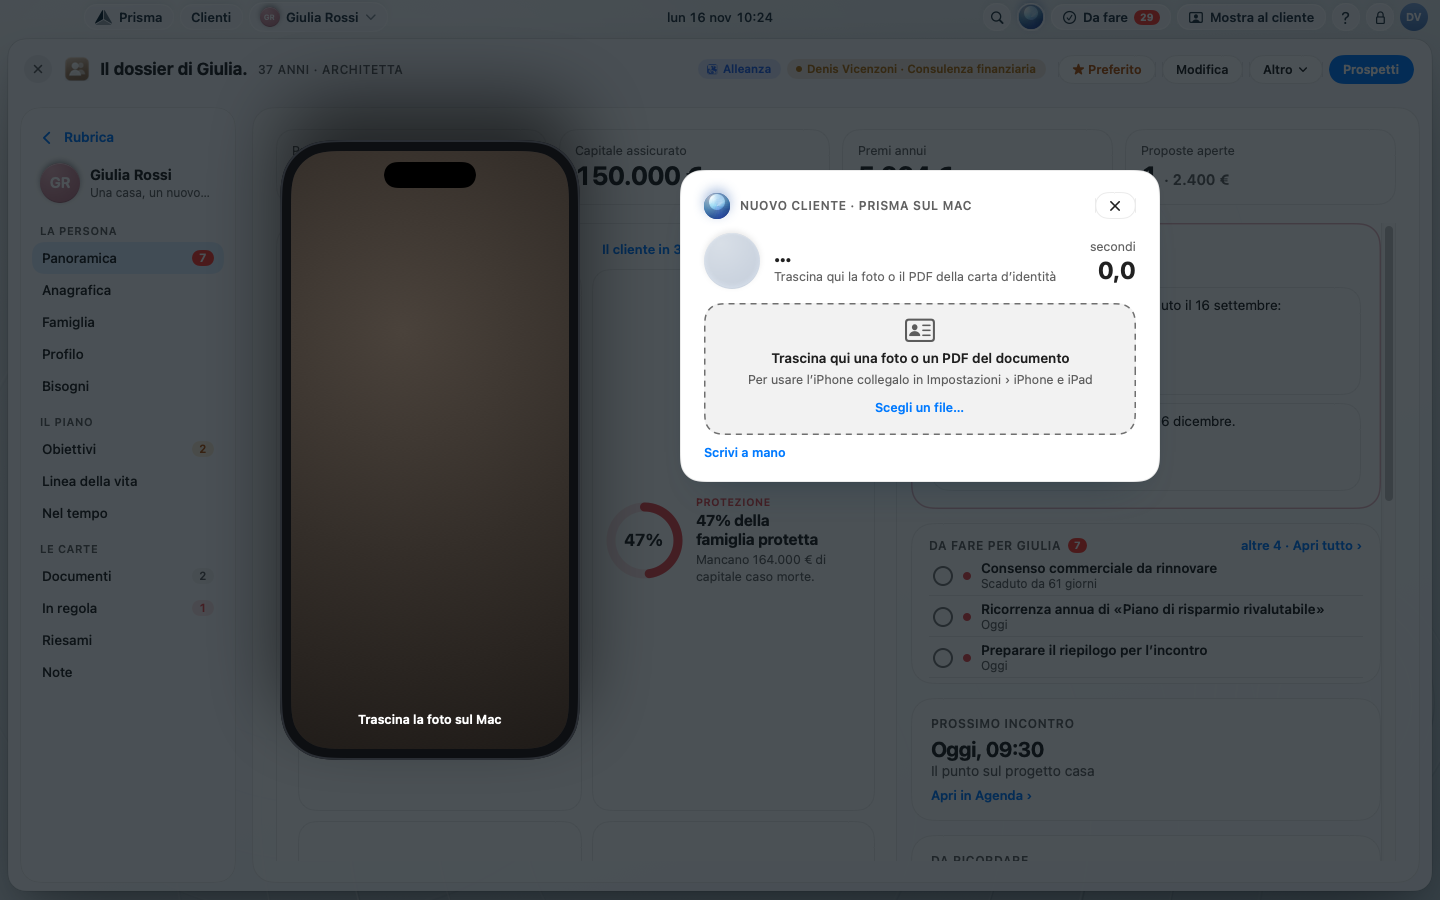 Prisma
Clienti
GR
Giulia Rossi
lun 16 nov 10:24
Da fare 29
Mostra al cliente
?
DV
Il dossier di Giulia.
37 ANNI · ARCHITETTA
Alleanza
Denis Vicenzoni · Consulenza finanziaria
Preferito
Modifica
Altro
Prospetti
Rubrica
GR
Giulia Rossi
Una casa, un nuovo...
LA PERSONA
Panoramica 7
Anagrafica
Famiglia
Profilo
Bisogni
IL PIANO
Obiettivi 2
Linea della vita
Nel tempo
LE CARTE
Documenti 2
In regola 1
Riesami
Note
Trascina la foto sul Mac
Capitale assicurato
150.000
Premi annui
Proposte aperte
· 2.400 €
Il cliente in 3
NUOVO CLIENTE · PRISMA SUL MAC
...
Trascina qui la foto o il PDF della carta d’identità
secondi
0,0
Trascina qui una foto o un PDF del documento
Per usare l’iPhone collegalo in Impostazioni › iPhone e iPad
Scegli un file...
Scrivi a mano
uto il 16 settembre:
6 dicembre.
47%
PROTEZIONE
47% della
famiglia protetta
Mancano 164.000 € di
capitale caso morte.
DA FARE PER GIULIA 7
altre 4 · Apri tutto ›
Consenso commerciale da rinnovare
Scaduto da 61 giorni
Ricorrenza annua di «Piano di risparmio rivalutabile»
Oggi
Preparare il riepilogo per l’incontro
Oggi
PROSSIMO INCONTRO
Oggi, 09:30
Il punto sul progetto casa
Apri in Agenda ›
DA RICORDARE